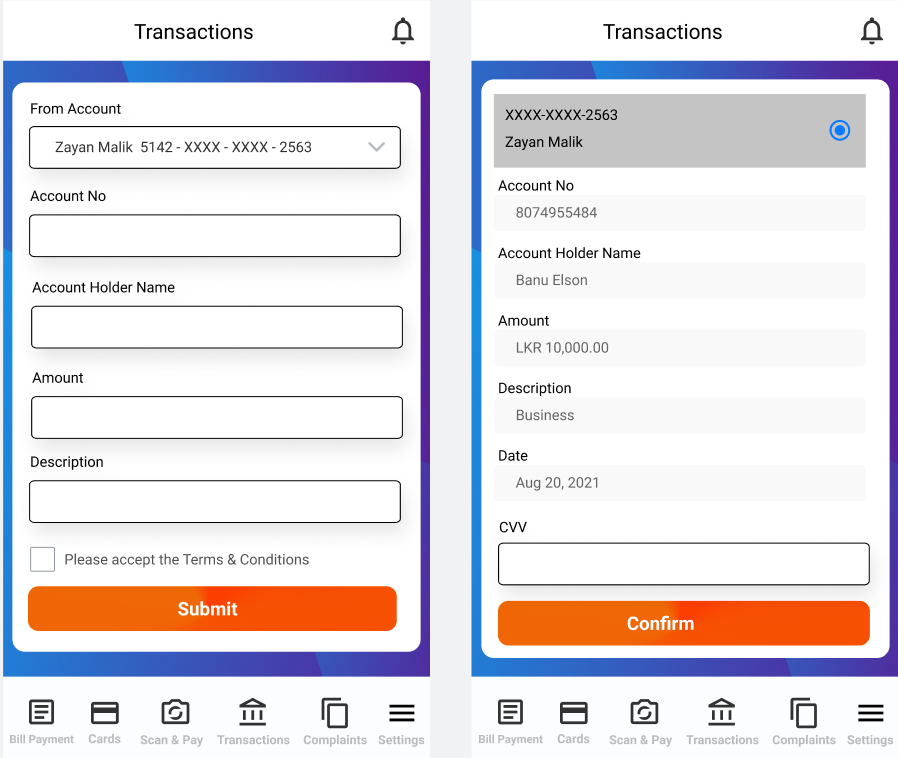 Transactions
From Account
Zayan Malik 5142 - XXXX - XXXX - 2563
Account No
Account Holder Name
Amount
Description
Please accept the Terms & Conditions
Submit
Bill Payment
Cards
Scan & Pay
Transactions
Complaints
Settings
Transactions
XXXX-XXXX-2563
Zayan Malik
Account No
8074955484
Account Holder Name
Banu Elson
Amount
LKR 10,000.00
Description
Business
Date
Aug 20, 2021
CVV
Confirm
Bill Payment
Cards
Scan & Pay
Transactions
Complaints
Settings